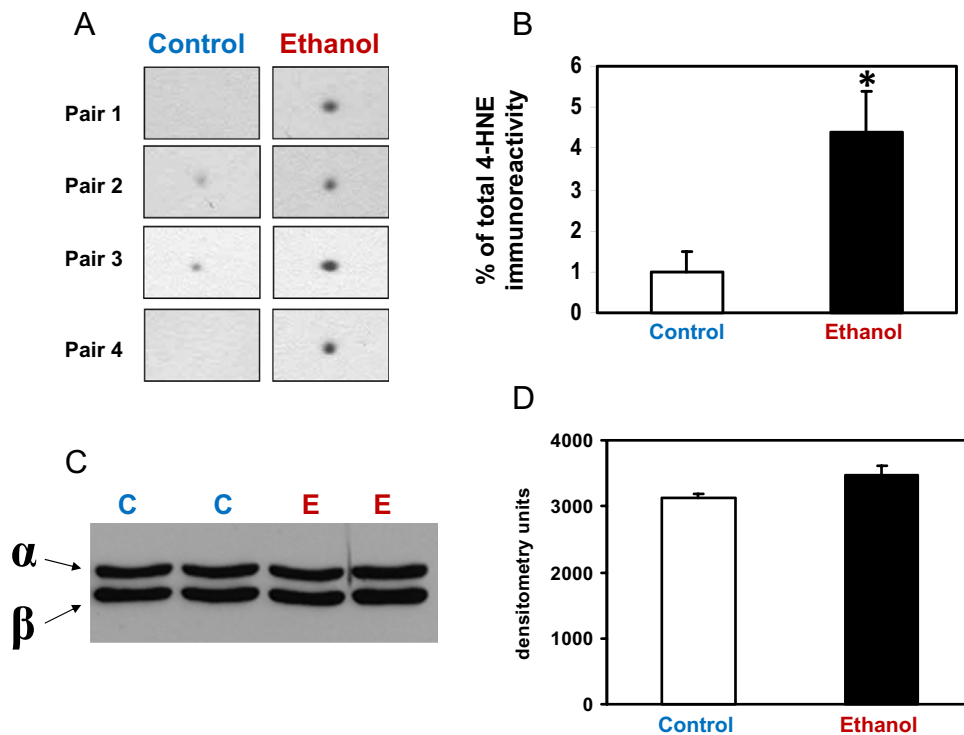 A
Control Ethanol
Pair 1
Pair 2
Pair 3
Pair 4
B
% of total 4-HNE
immunoreactivity
6
5
4
3
2
1
0
*
Control Ethanol
C
C C E E
α
β
D
densitometry units
4000
3000
2000
1000
0
Control Ethanol